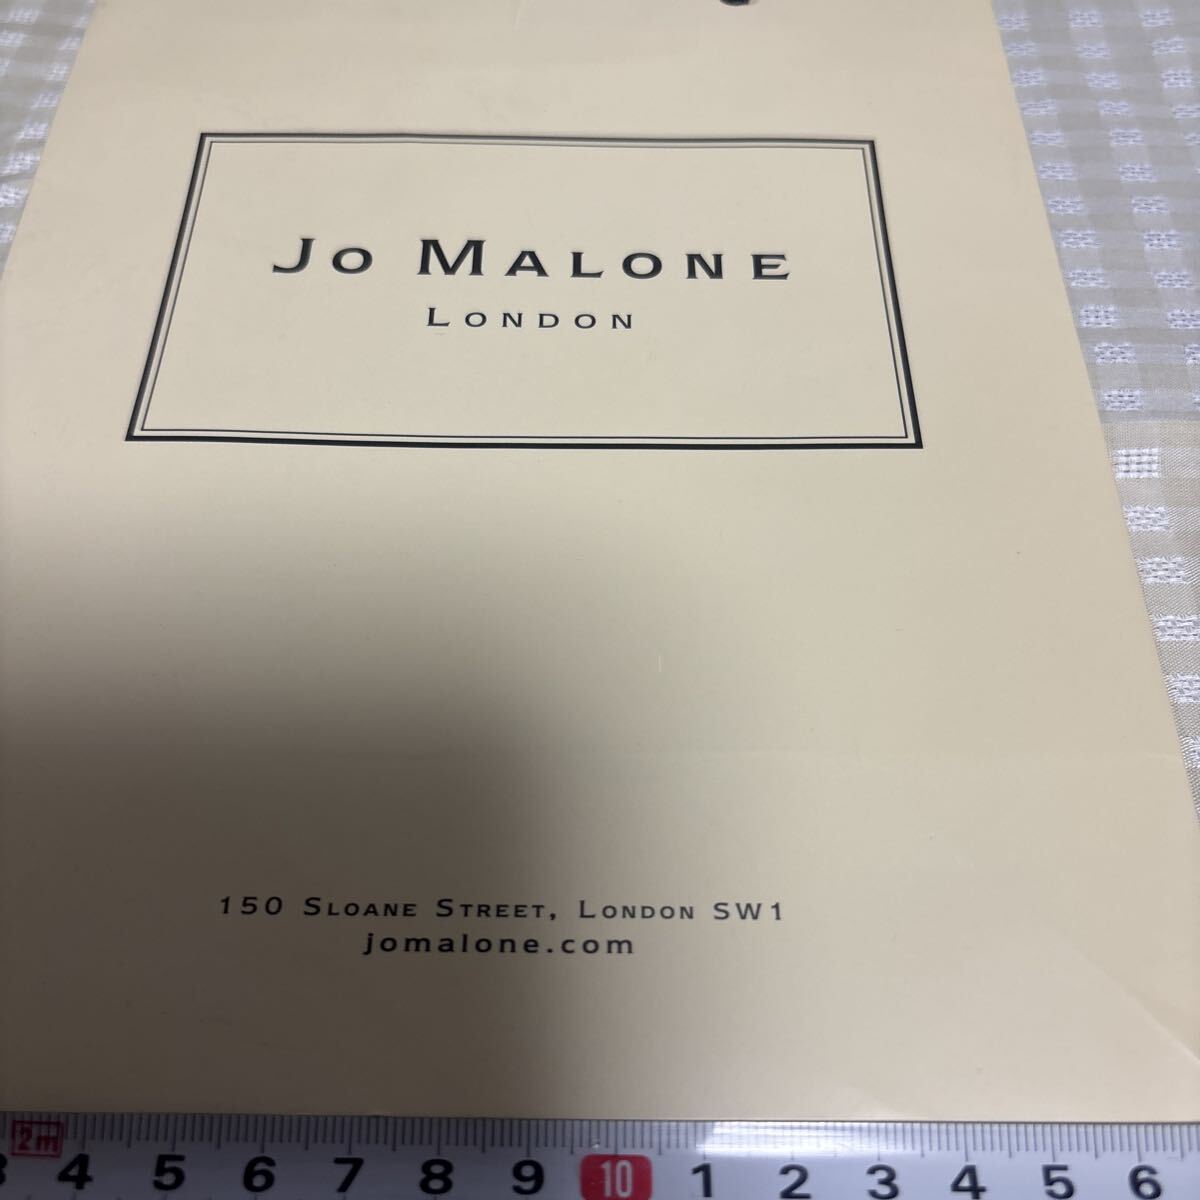 JO MALONE
LONDON
150 SLOANE STREET, LONDON SW1
jomalone.com
2m
3 4 5 6 7 8 9 10 1 2 3 4 5 6